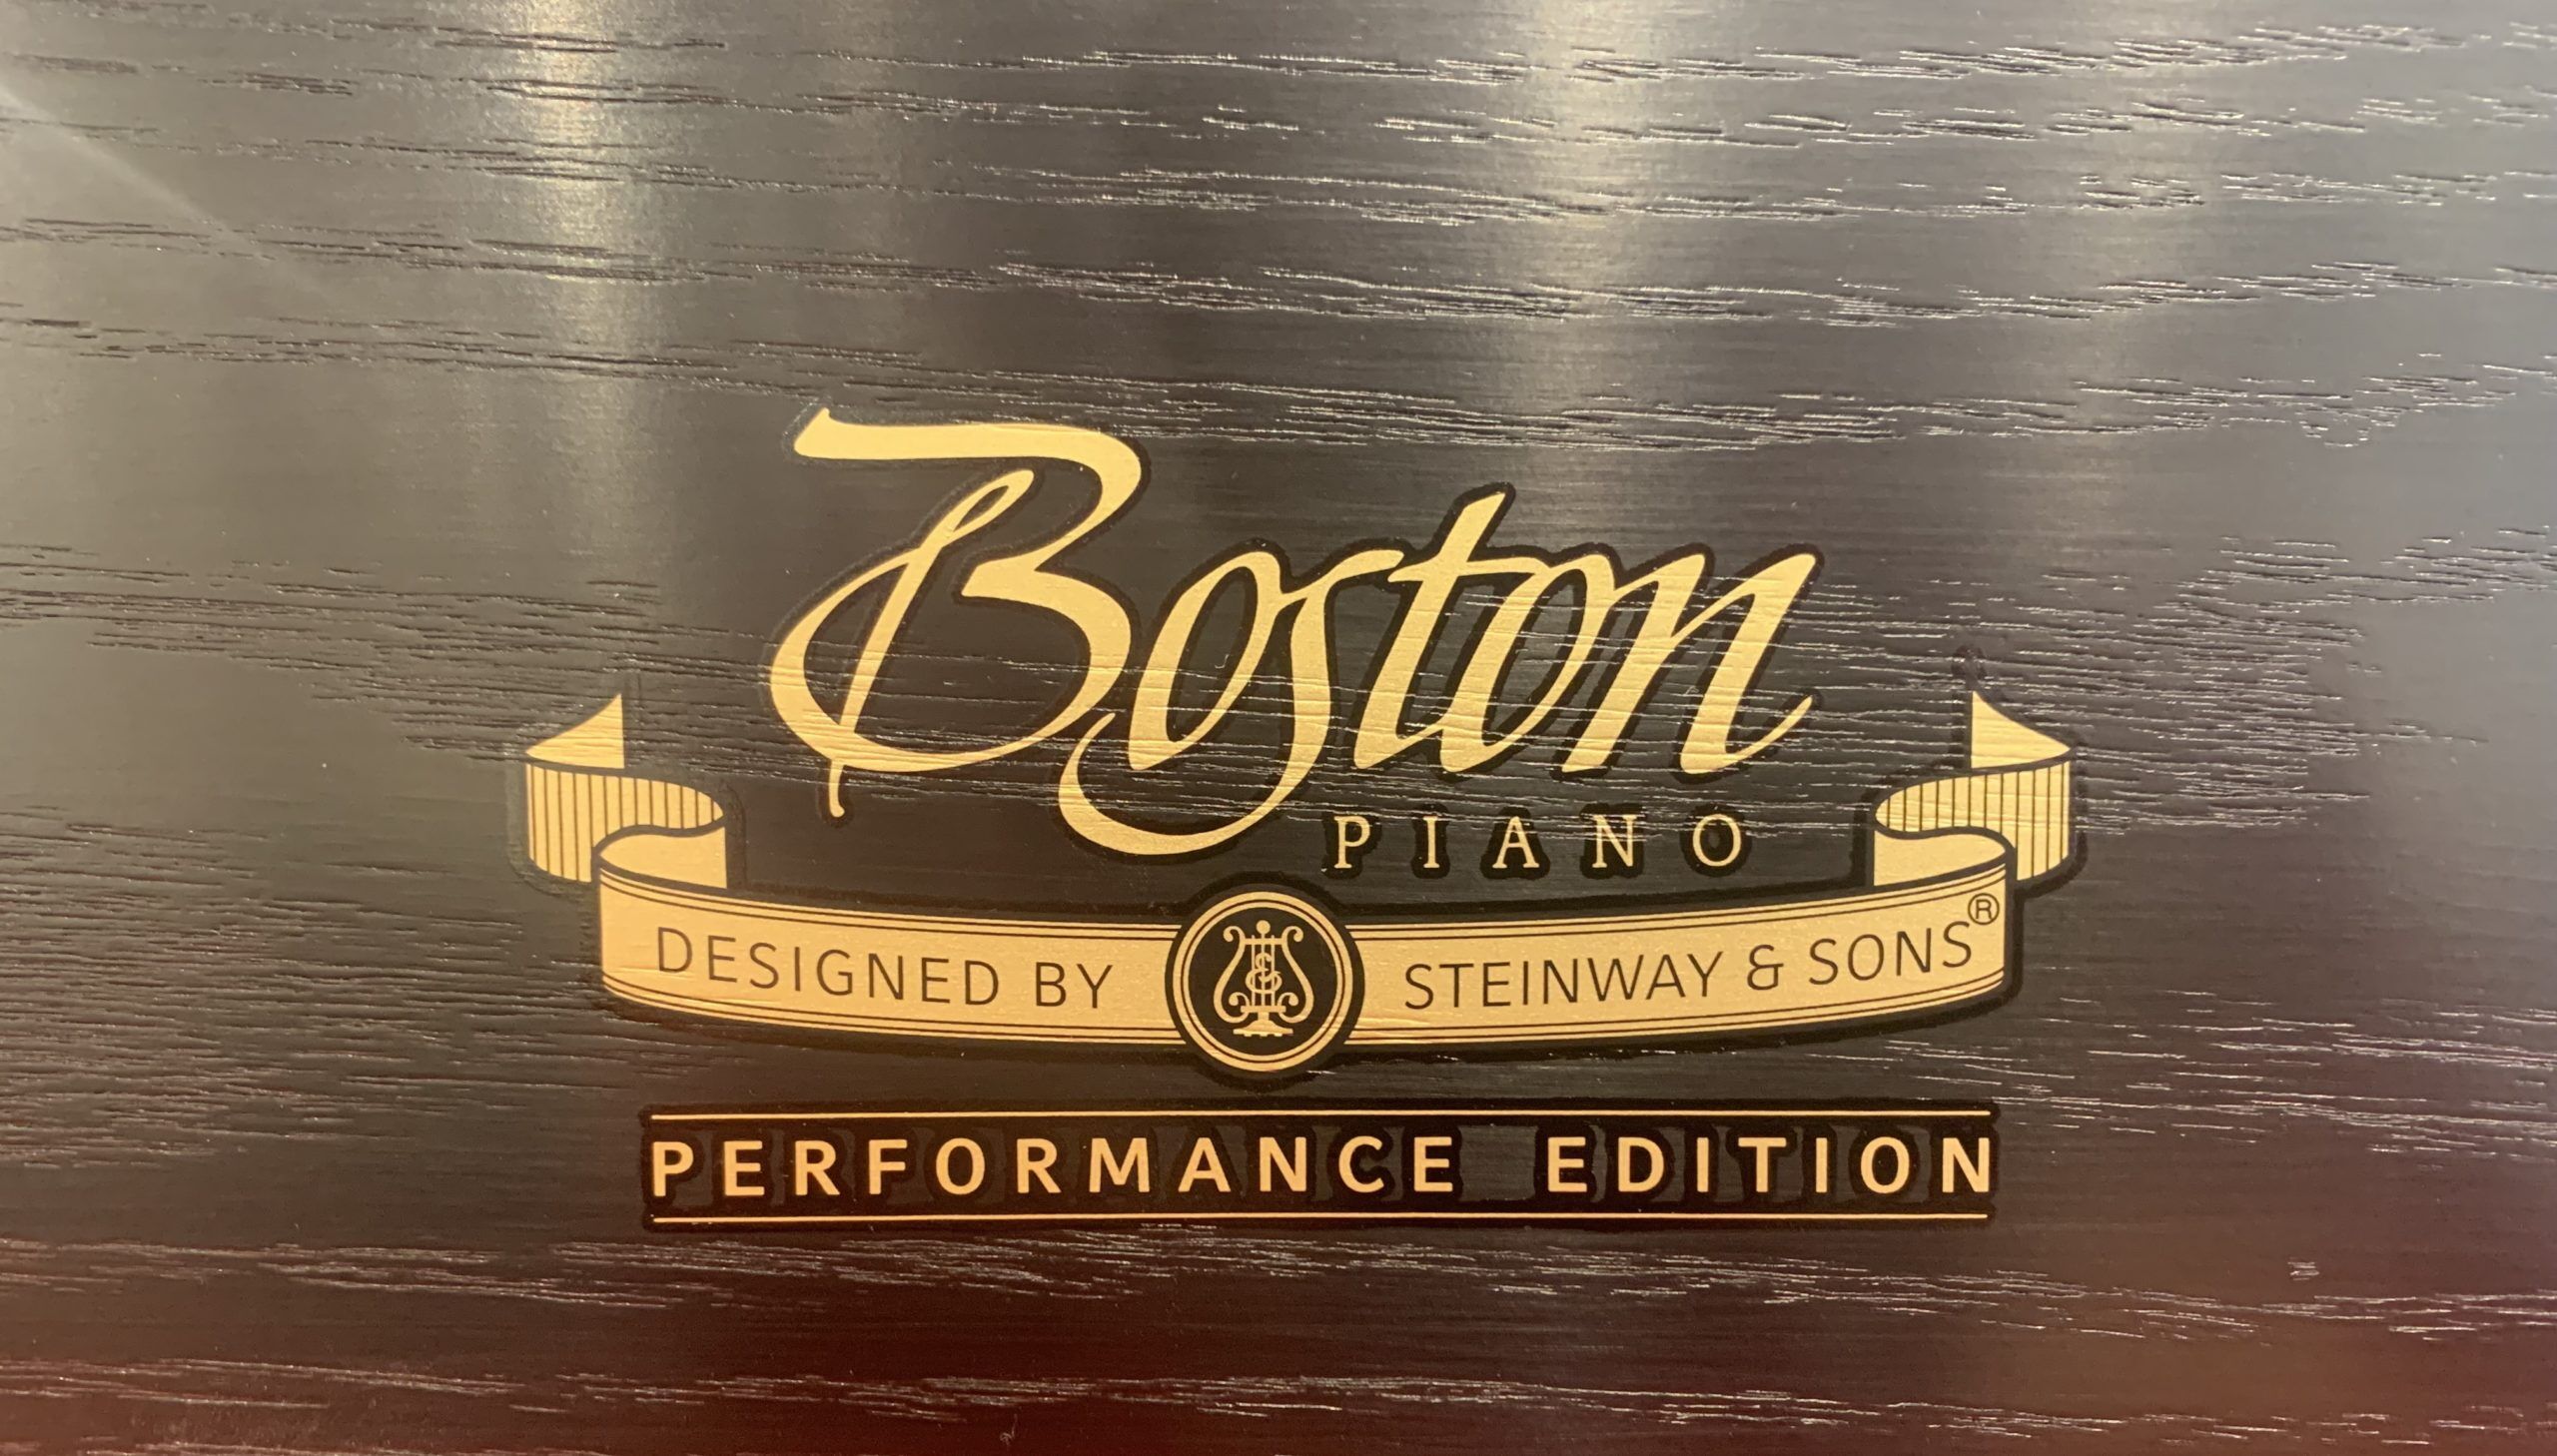 Boston
PIANO
DESIGNED BY STEINWAY & SONS®
PERFORMANCE EDITION